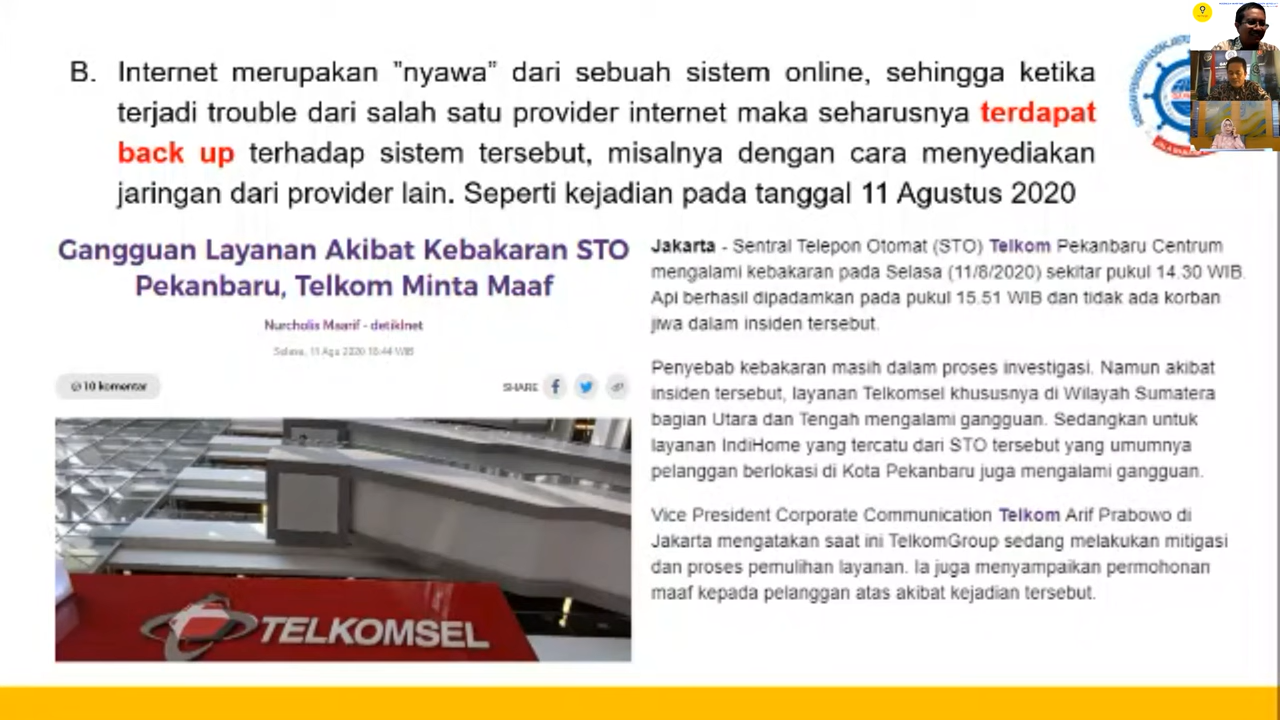 B. Internet merupakan "nyawa" dari sebuah sistem online, sehingga ketika
terjadi trouble dari salah satu provider internet maka seharusnya terdapat
back up terhadap sistem tersebut, misalnya dengan cara menyediakan
jaringan dari provider lain. Seperti kejadian pada tanggal 11 Agustus 2020
Gangguan Layanan Akibat Kebakaran STO
Pekanbaru, Telkom Minta Maaf
Nurcholis Maarif - detikInet
Selasa, 11 Agu 2020 18:44 WIB
10 komentar
SHARE
TELKOMSEL
Jakarta - Sentral Telepon Otomat (STO) Telkom Pekanbaru Centrum
mengalami kebakaran pada Selasa (11/8/2020) sekitar pukul 14.30 WIB.
Api berhasil dipadamkan pada pukul 15.51 WIB dan tidak ada korban
jiwa dalam insiden tersebut.
Penyebab kebakaran masih dalam proses investigasi. Namun akibat
insiden tersebut, layanan Telkomsel khususnya di Wilayah Sumatera
bagian Utara dan Tengah mengalami gangguan. Sedangkan untuk
layanan IndiHome yang tercatu dari STO tersebut yang umumnya
pelanggan berlokasi di Kota Pekanbaru juga mengalami gangguan.
Vice President Corporate Communication Telkom Arif Prabowo di
Jakarta mengatakan saat ini TelkomGroup sedang melakukan mitigasi
dan proses pemulihan layanan. Ia juga menyampaikan permohonan
maaf kepada pelanggan atas akibat kejadian tersebut.